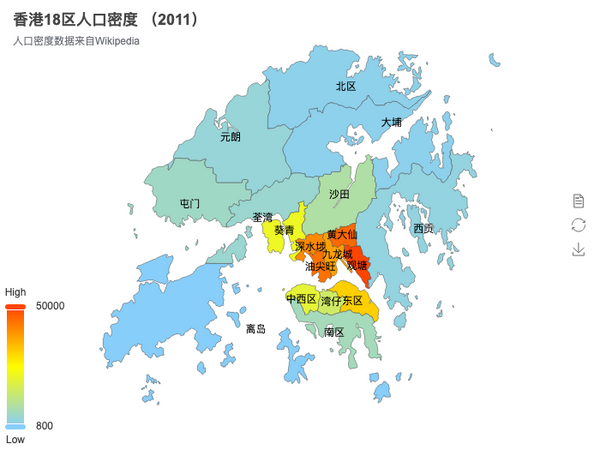 香港18区人口密度 （2011）
人口密度数据来自Wikipedia
北区
大埔
元朗
沙田
屯门
荃湾
葵青
西贡
黄大仙
深水埗
九龙城
油尖旺
观塘
High
50000
中西区
湾仔
东区
离岛
南区
800
Low